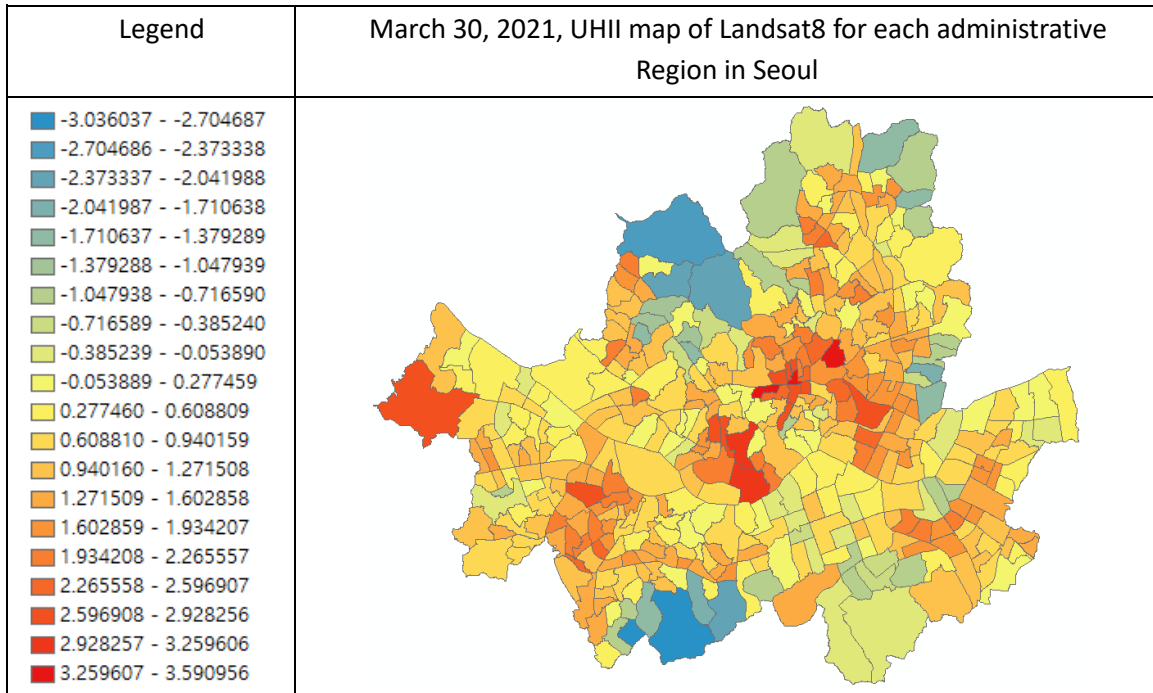 Legend
March 30, 2021, UHII map of Landsat8 for each administrative
Region in Seoul
-3.036037 - -2.704687
-2.704686 - -2.373338
-2.373337 - -2.041988
-2.041987 - -1.710638
-1.710637 - -1.379289
-1.379288 - -1.047939
-1.047938 - -0.716590
-0.716589 - -0.385240
-0.385239 - -0.053890
-0.053889 - 0.277459
0.277460 - 0.608809
0.608810 - 0.940159
0.940160 - 1.271508
1.271509 - 1.602858
1.602859 - 1.934207
1.934208 - 2.265557
2.265558 - 2.596907
2.596908 - 2.928256
2.928257 - 3.259606
3.259607 - 3.590956